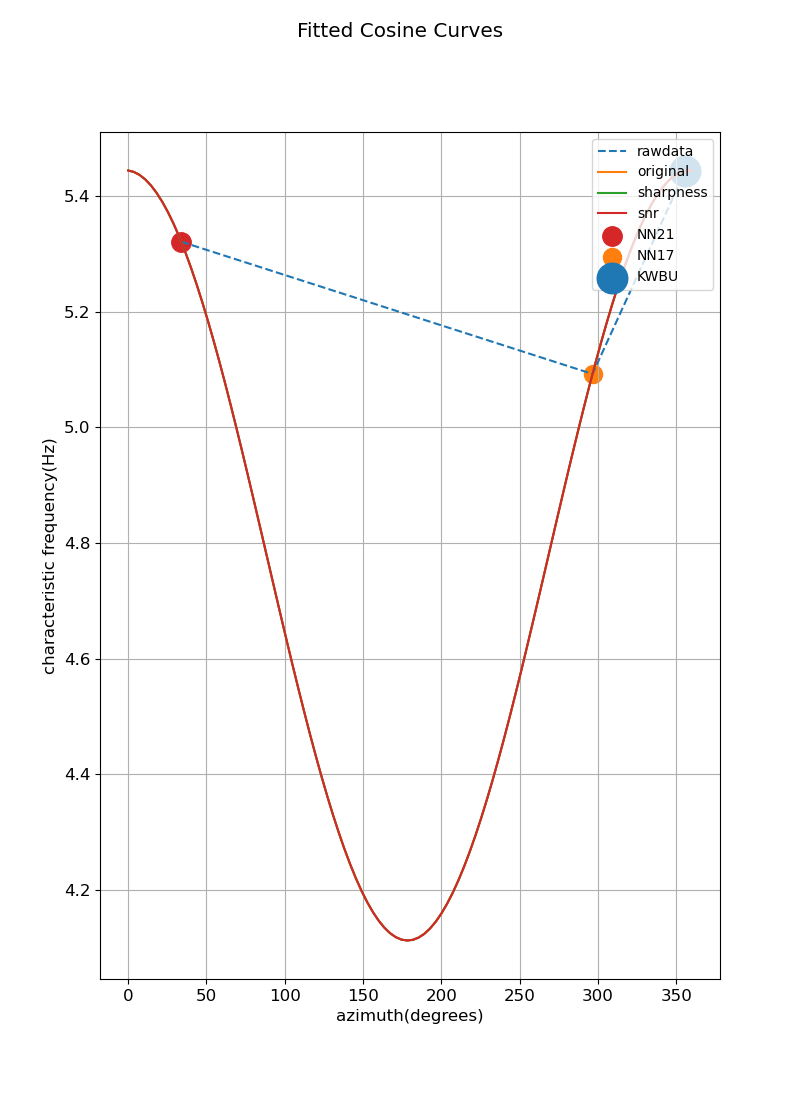 Fitted Cosine Curves
rawdata
original
sharpness
snr
NN21
NN17
KWBU
5.4
5.2
5.0
4.8
4.6
4.4
4.2
characteristic frequency(Hz)
0 50 100 150 200 250 300 350
azimuth(degrees)